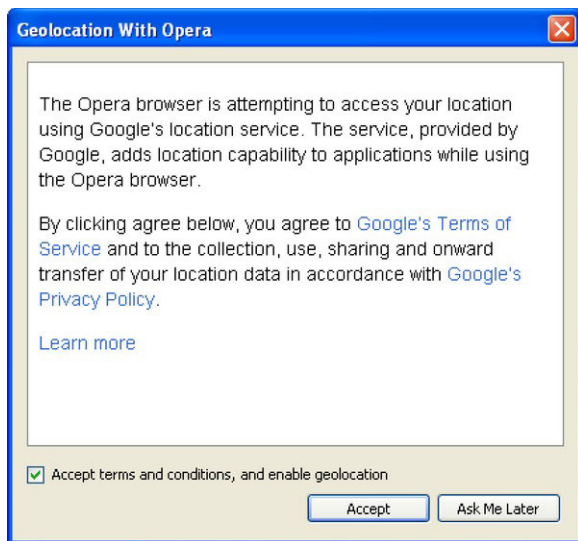 Geolocation With Opera
The Opera browser is attempting to access your location
using Google's location service. The service, provided by
Google, adds location capability to applications while using
the Opera browser.
By clicking agree below, you agree to Google's Terms of
Service and to the collection, use, sharing and onward
transfer of your location data in accordance with Google's
Privacy Policy.
Learn more
Accept terms and conditions, and enable geolocation
Accept
Ask Me Later